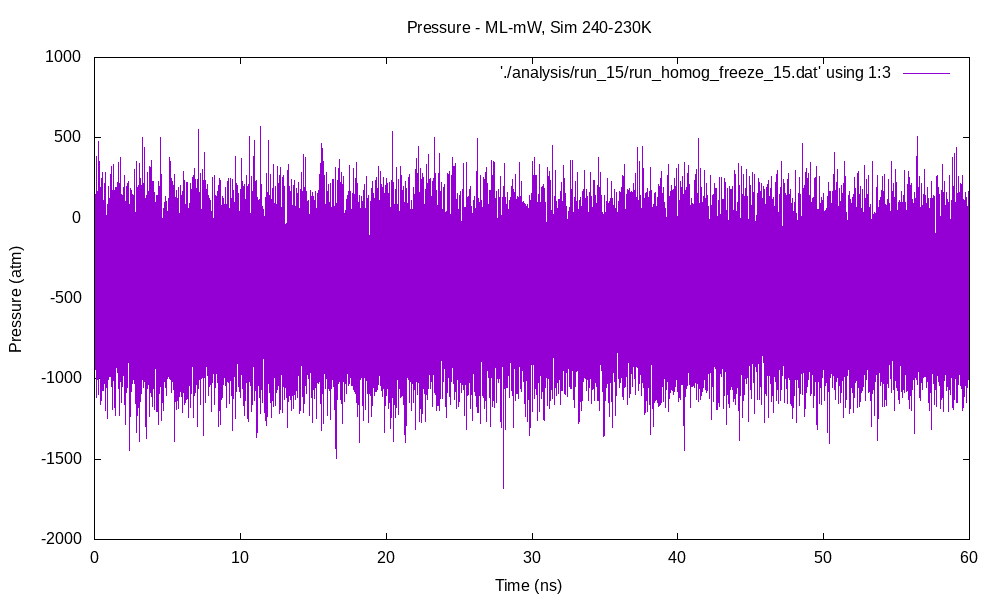 Pressure - ML-mW, Sim 240-230K
'./analysis/run_15/run_homog_freeze_15.dat' using 1:3
1000
500
0
-500
-1000
-1500
-2000
Pressure (atm)
0 10 20 30 40 50 60
Time (ns)